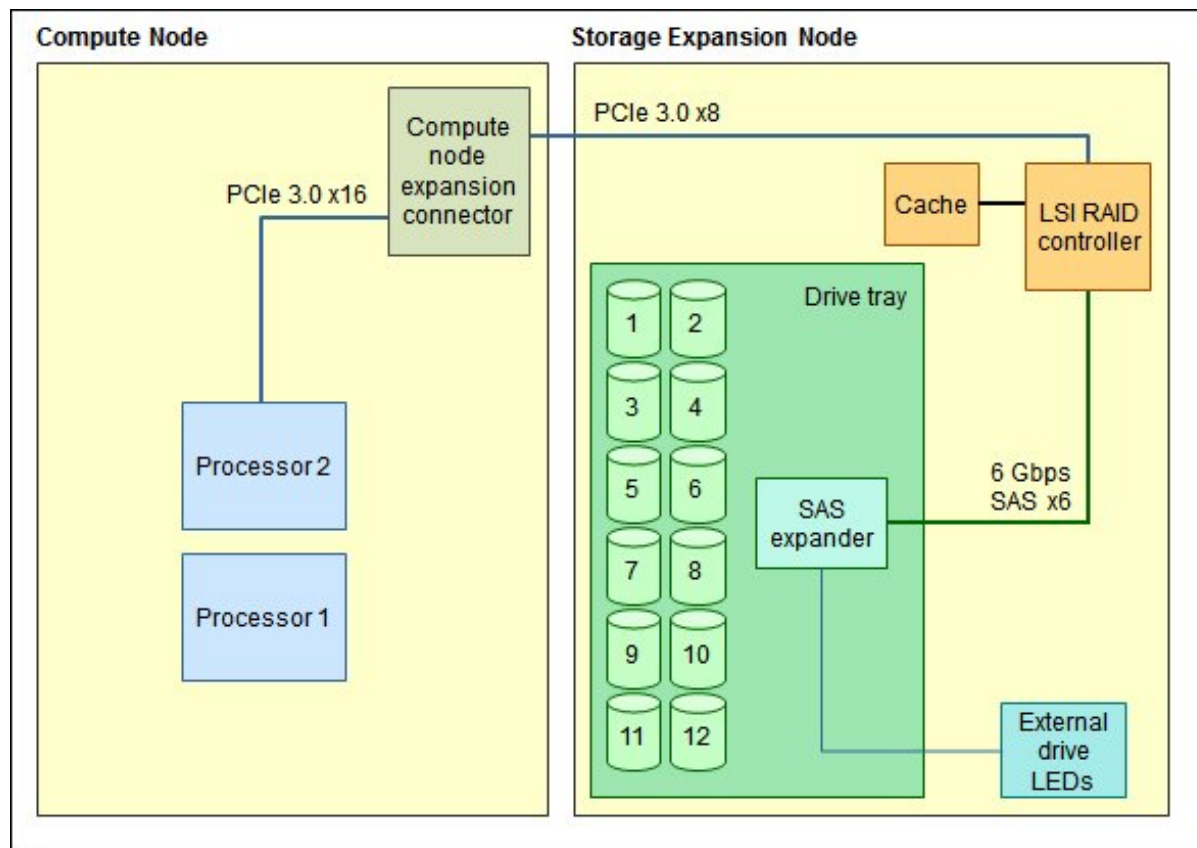 Compute Node
Storage Expansion Node
Compute
node
expansion
connector
PCIe 3.0 x8
PCIe 3.0 x16
Cache
LSI RAID
controller
Drive tray
1
2
3
4
5
6
7
8
9
10
11
12
SAS
expander
6 Gbps
SAS x6
Processor 2
Processor 1
External
drive
LEDs